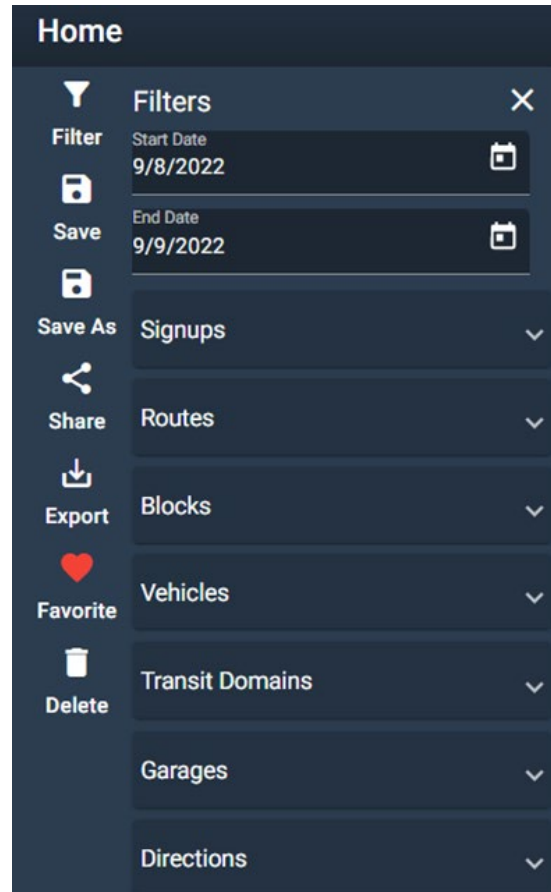 Home
Filter
Save
Save As
Share
Export
Favorite
Delete
Filters
Start Date
9/8/2022
End Date
9/9/2022
Signups
Routes
Blocks
Vehicles
Transit Domains
Garages
Directions